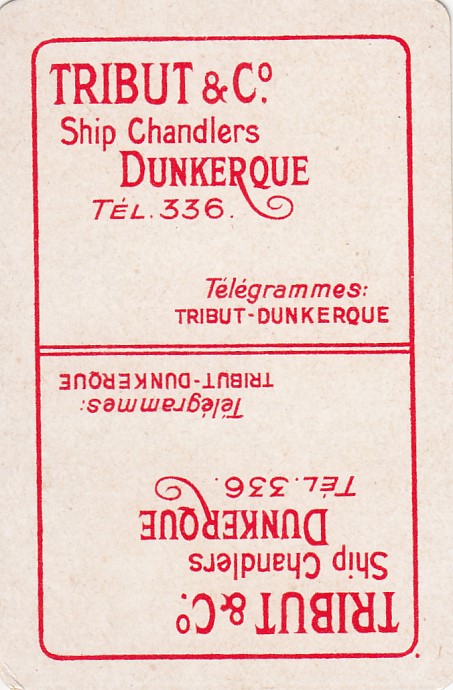 TRIBUT & Cº
Ship Chandlers
DUNKERQUE
TÉL. 336.
Télégrammes:
TRIBUT-DUNKERQUE
TRIBUT & Cº
Ship Chandlers
DUNKERQUE
TÉL. 336.
Télégrammes:
TRIBUT-DUNKERQUE